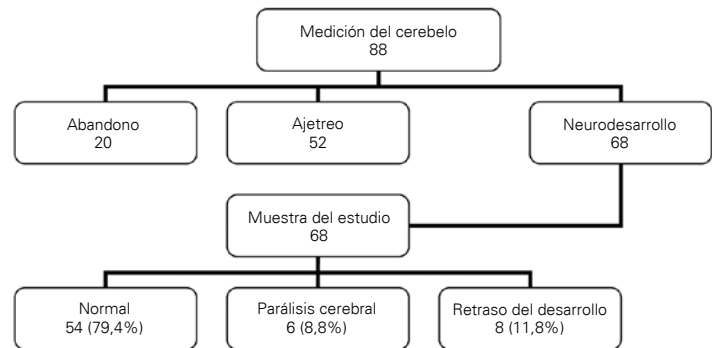 Medición del cerebelo
88
Abandono
20
Ajetreo
52
Neurodesarrollo
68
Muestra del estudio
68
Normal
54 (79,4%)
Parálisis cerebral
6 (8,8%)
Retraso del desarrollo
8 (11,8%)